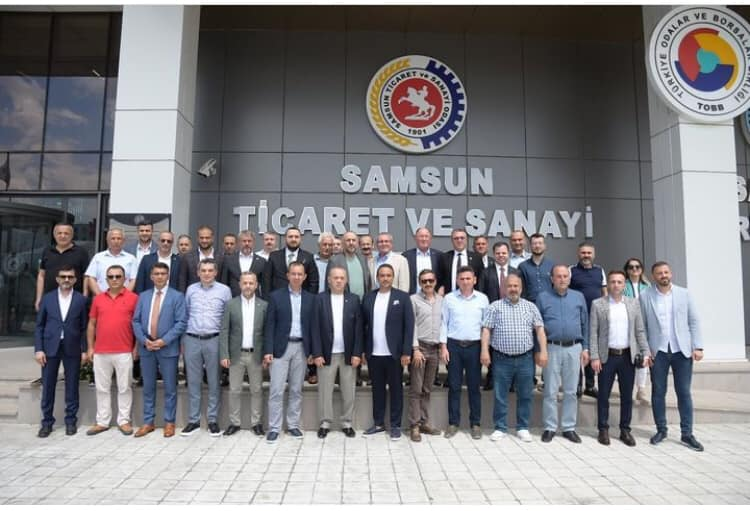 SAMSUN TİCARET ve SANAYİ ODASI
1901
SAMSUN
TİCARET VE SANAYİ
TÜRKİYE ODALAR VE BORSALAR BİRLİĞİ
TOBB